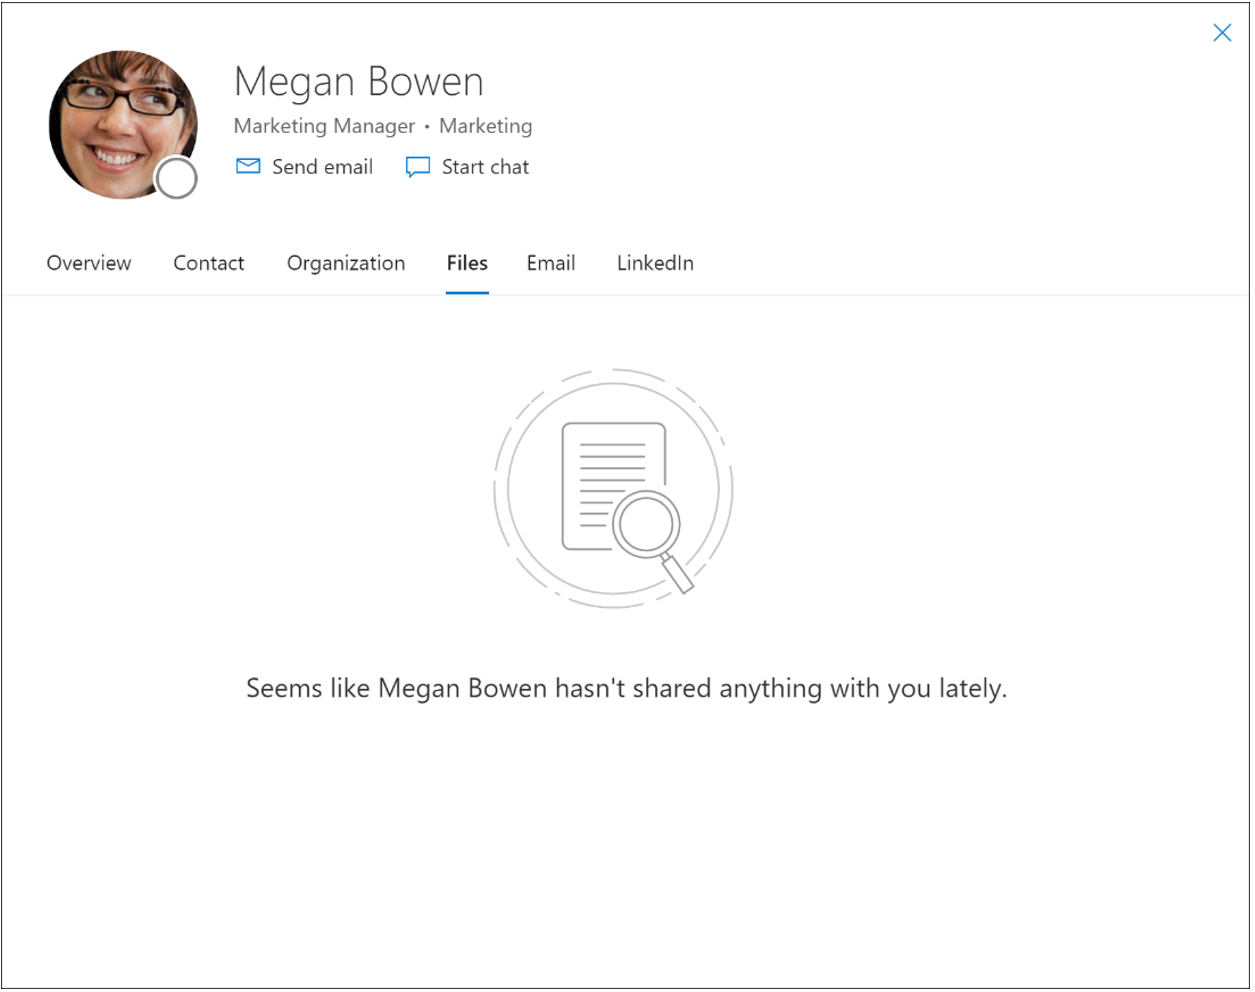 Megan Bowen
Marketing Manager • Marketing
Send email Start chat
Overview Contact Organization Files Email LinkedIn
Seems like Megan Bowen hasn't shared anything with you lately.